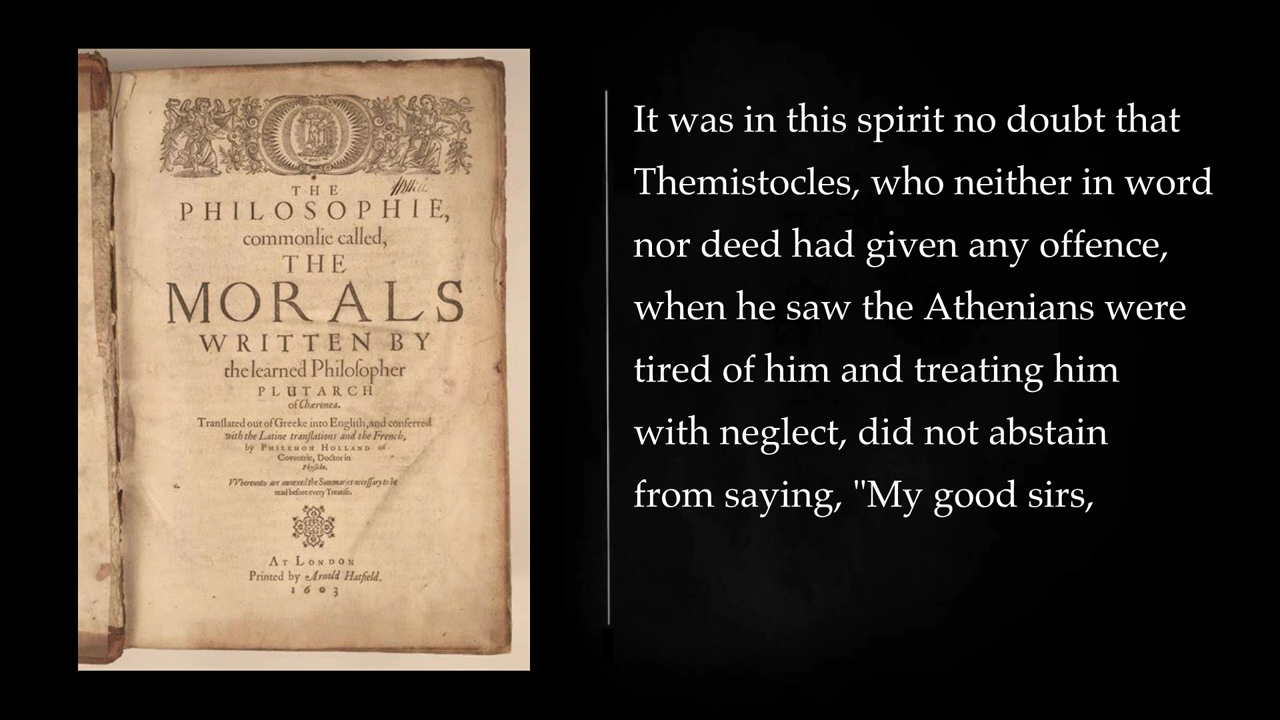 THE
PHILOSOPHIE,
commonlie called,
THE
MORALS
WRITTEN BY
the learned Philosopher
PLUTARCH
of Chæronea.
Translated out of Greeke into English, and conferred
with the Latine translations and the French,
by PHILEMON HOLLAND of
Coventrie, Doctor in
Physicke.
VVhereunto are annexed the Summaries necessary to be
read before every Treatise.
AT LONDON
Printed by Arnold Hatfield.
1603
It was in this spirit no doubt that
Themistocles, who neither in word
nor deed had given any offence,
when he saw the Athenians were
tired of him and treating him
with neglect, did not abstain
from saying, "My good sirs,